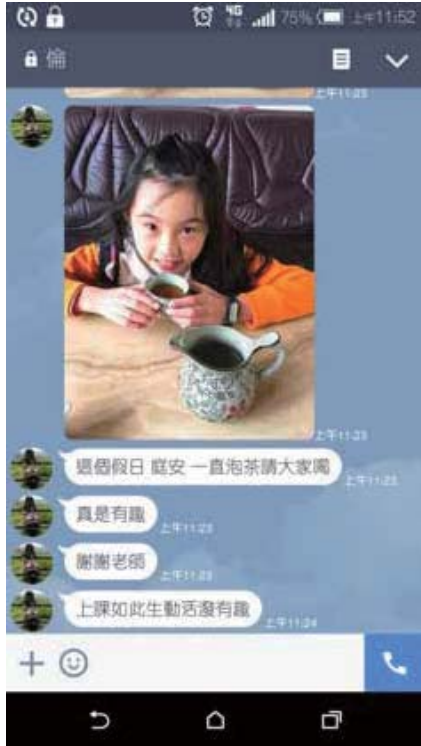 4G
75%
上午11:52
倫
上午11:23
上午11:23
這個假日 庭安 一直泡茶請大家喝
上午11:23
真是有趣
上午11:23
謝謝老師
上午11:23
上課如此生動活潑有趣
上午11:24